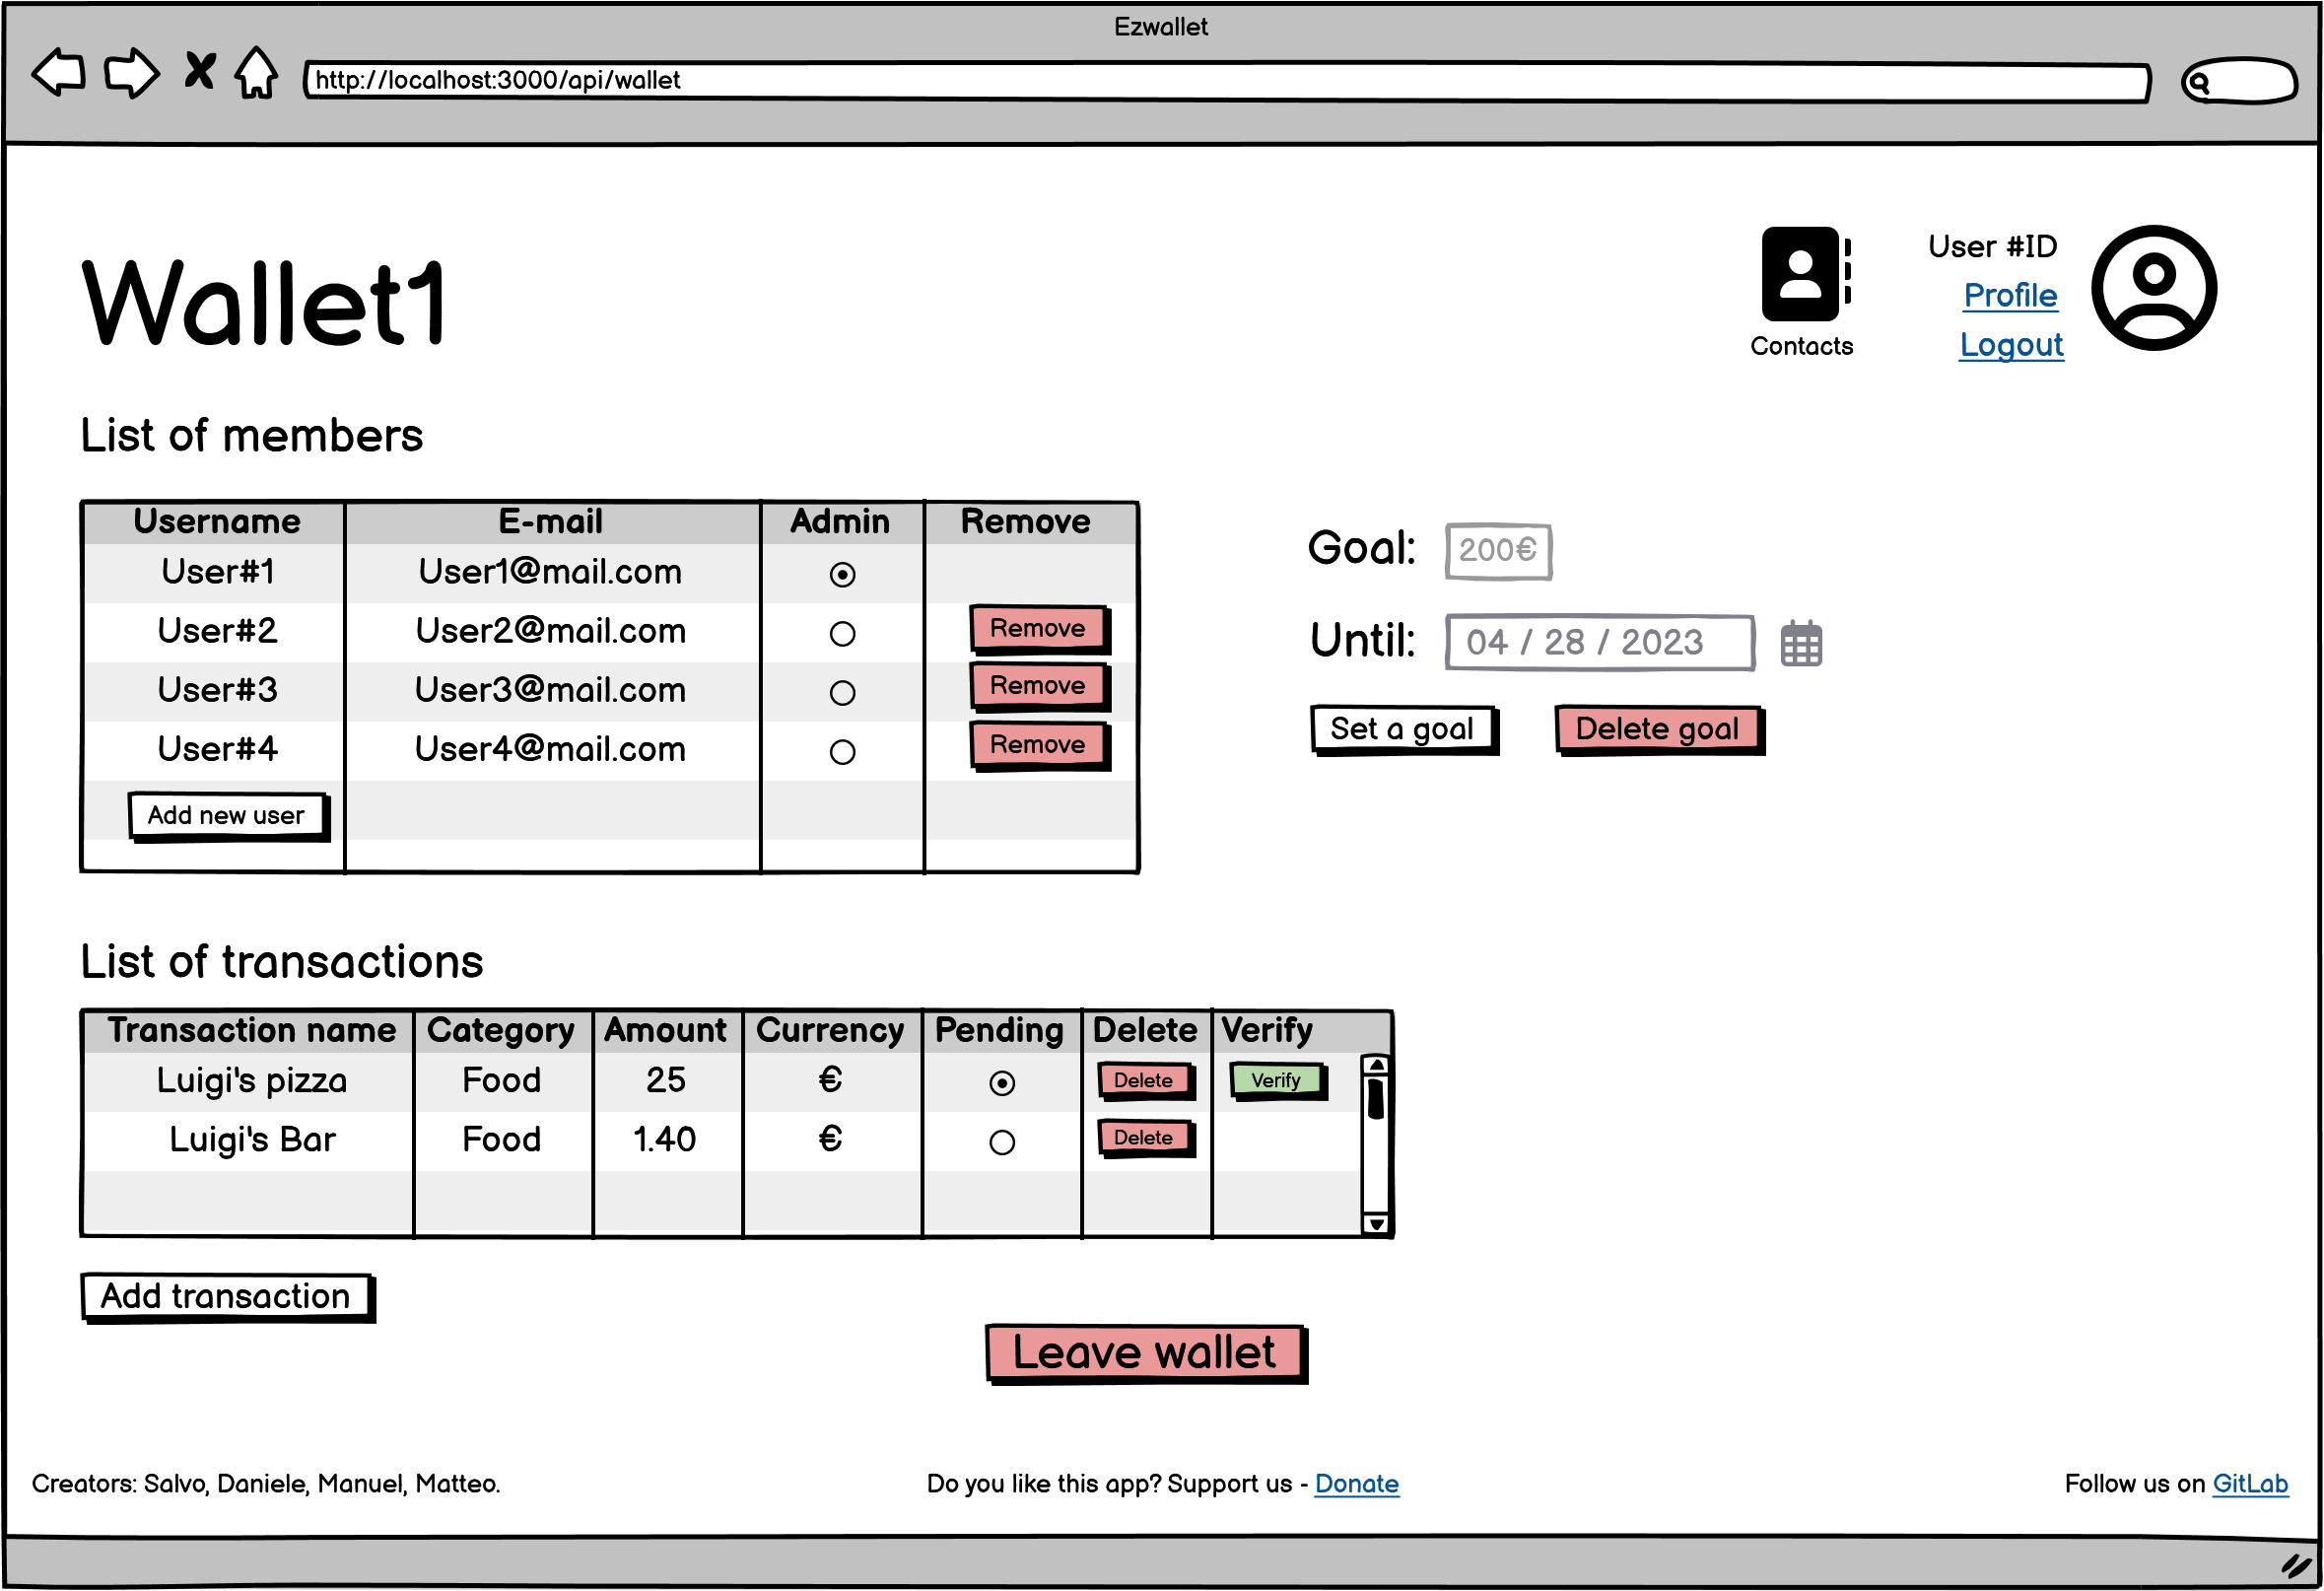 Ezwallet
http://localhost:3000/api/wallet
Wallet1
Contacts
User #ID
Profile
Logout
List of members
Username E-mail Admin Remove
User#1 User1@mail.com
User#2 User2@mail.com Remove
User#3 User3@mail.com Remove
User#4 User4@mail.com Remove
Add new user
Goal: 200€
Until: 04 / 28 / 2023
Set a goal Delete goal
List of transactions
Transaction name Category Amount Currency Pending Delete Verify
Luigi's pizza Food 25 € Delete Verify
Luigi's Bar Food 1.40 € Delete
Add transaction
Leave wallet
Creators: Salvo, Daniele, Manuel, Matteo. Do you like this app? Support us - Donate Follow us on GitLab